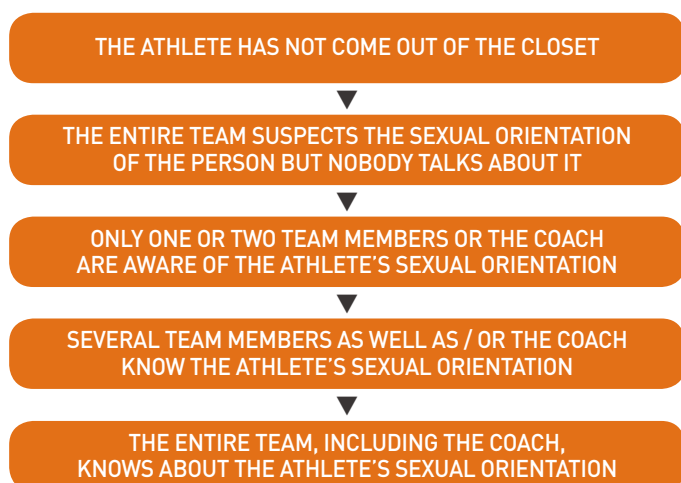 THE ATHLETE HAS NOT COME OUT OF THE CLOSET
THE ENTIRE TEAM SUSPECTS THE SEXUAL ORIENTATION
OF THE PERSON BUT NOBODY TALKS ABOUT IT
ONLY ONE OR TWO TEAM MEMBERS OR THE COACH
ARE AWARE OF THE ATHLETE’S SEXUAL ORIENTATION
SEVERAL TEAM MEMBERS AS WELL AS / OR THE COACH
KNOW THE ATHLETE’S SEXUAL ORIENTATION
THE ENTIRE TEAM, INCLUDING THE COACH,
KNOWS ABOUT THE ATHLETE’S SEXUAL ORIENTATION